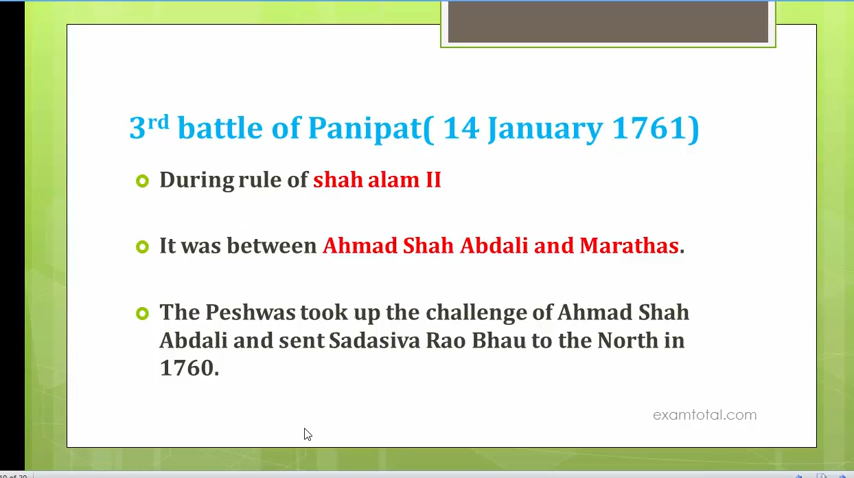 3rd battle of Panipat( 14 January 1761)
During rule of shah alam II
It was between Ahmad Shah Abdali and Marathas.
The Peshwas took up the challenge of Ahmad Shah
Abdali and sent Sadasiva Rao Bhau to the North in
1760.
examtotal.com